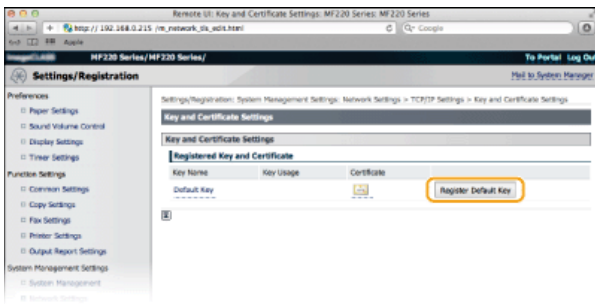 Remote UI: Key and Certificate Settings: MF220 Series: MF220 Series
http://192.168.0.215/m_network_tls_edit.html
Google
Apple
imageCLASS MF220 Series/MF220 Series/ To Portal Log Out
Settings/Registration Mail to System Manager
Preferences
Paper Settings
Sound Volume Control
Display Settings
Timer Settings
Function Settings
Common Settings
Copy Settings
Fax Settings
Printer Settings
Output Report Settings
System Management Settings
System Management
Network Settings
Settings/Registration: System Management Settings: Network Settings > TCP/IP Settings > Key and Certificate Settings
Key and Certificate Settings
Key and Certificate Settings
Registered Key and Certificate
Key Name Key Usage Certificate
Default Key Register Default Key